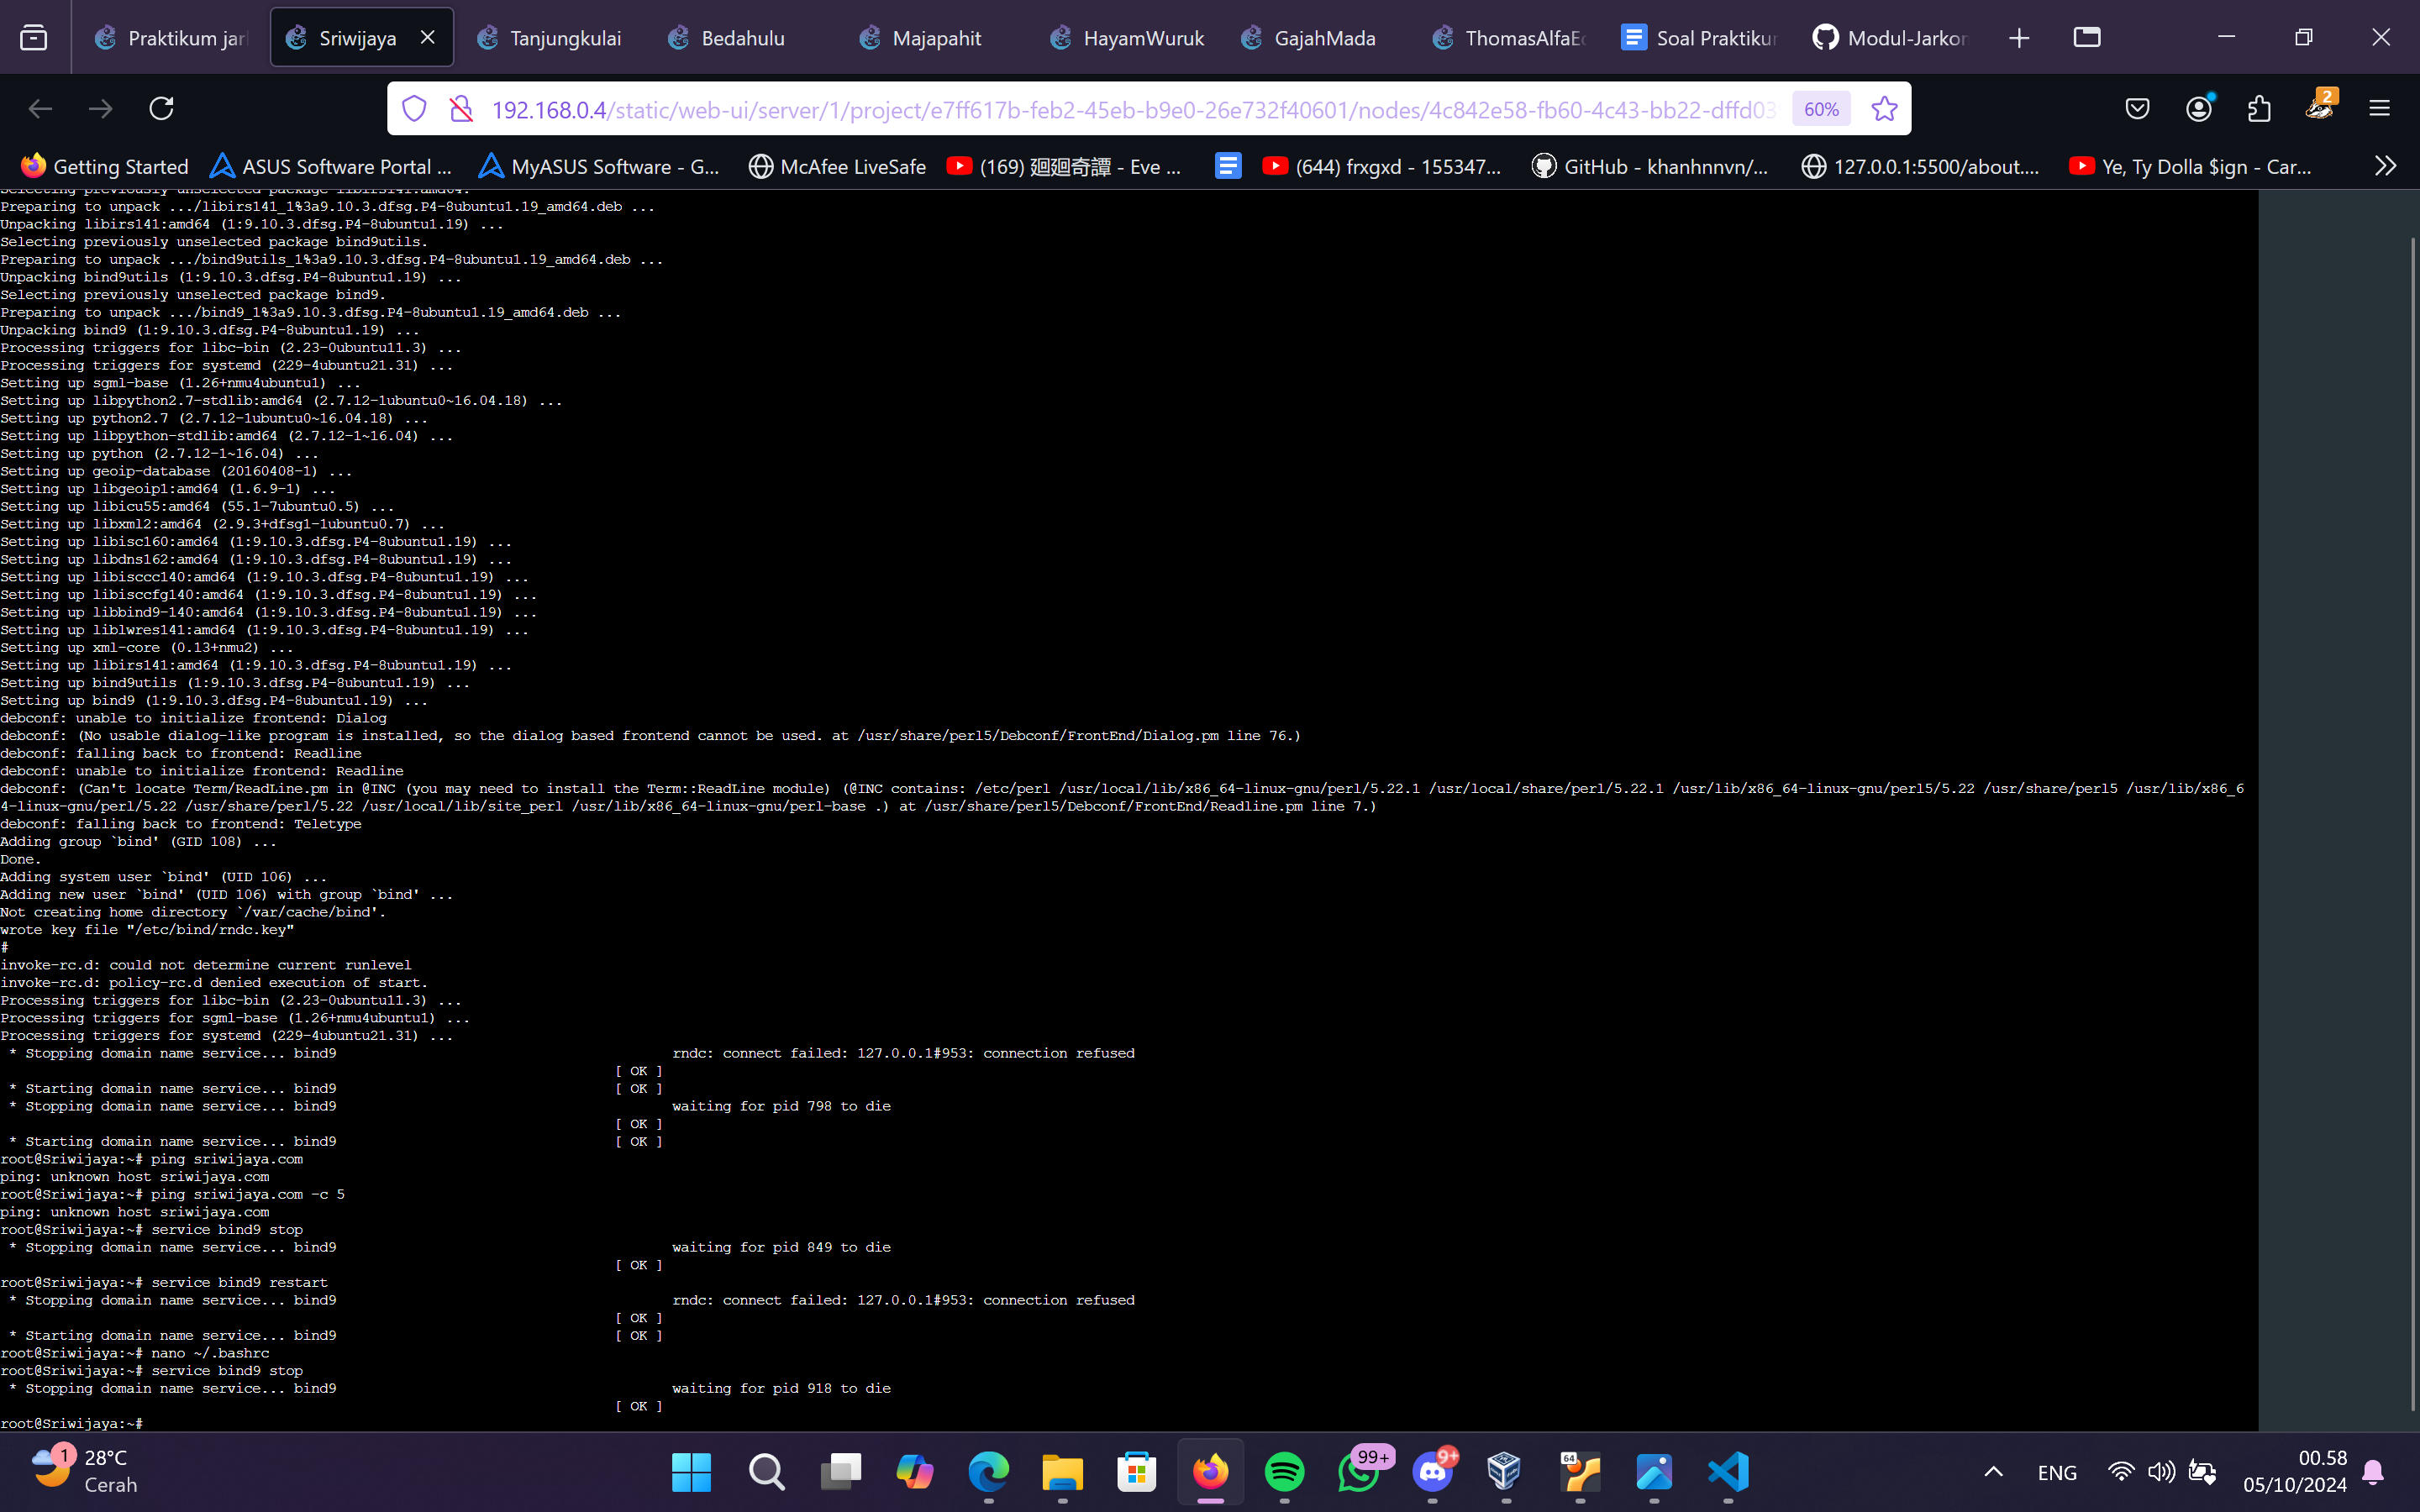 Praktikum jar
Sriwijaya
Tanjungkulai
Bedahulu
Majapahit
HayamWuruk
GajahMada
ThomasAlfaEd
Soal Praktikur
Modul-Jarkon
192.168.0.4/static/web-ui/server/1/project/e7ff617b-feb2-45eb-b9e0-26e732f40601/nodes/4c842e58-fb60-4c43-bb22-dffd03
60%
2
Getting Started
ASUS Software Portal ...
MyASUS Software - G...
McAfee LiveSafe
(169) 廻廻奇譚 - Eve ...
(644) frxgxd - 155347...
GitHub - khanhnnvn/...
127.0.0.1:5500/about....
Ye, Ty Dolla $ign - Car...
Selecting previously unselected package libirs141:amd64.
Preparing to unpack .../libirs141_1%3a9.10.3.dfsg.P4-8ubuntu1.19_amd64.deb ...
Unpacking libirs141:amd64 (1:9.10.3.dfsg.P4-8ubuntu1.19) ...
Selecting previously unselected package bind9utils.
Preparing to unpack .../bind9utils_1%3a9.10.3.dfsg.P4-8ubuntu1.19_amd64.deb ...
Unpacking bind9utils (1:9.10.3.dfsg.P4-8ubuntu1.19) ...
Selecting previously unselected package bind9.
Preparing to unpack .../bind9_1%3a9.10.3.dfsg.P4-8ubuntu1.19_amd64.deb ...
Unpacking bind9 (1:9.10.3.dfsg.P4-8ubuntu1.19) ...
Processing triggers for libc-bin (2.23-0ubuntu11.3) ...
Processing triggers for systemd (229-4ubuntu21.31) ...
Setting up sgml-base (1.26+nmu4ubuntu1) ...
Setting up libpython2.7-stdlib:amd64 (2.7.12-1ubuntu0~16.04.18) ...
Setting up python2.7 (2.7.12-1ubuntu0~16.04.18) ...
Setting up libpython-stdlib:amd64 (2.7.12-1~16.04) ...
Setting up python (2.7.12-1~16.04) ...
Setting up geoip-database (20160408-1) ...
Setting up libgeoip1:amd64 (1.6.9-1) ...
Setting up libicu55:amd64 (55.1-7ubuntu0.5) ...
Setting up libxml2:amd64 (2.9.3+dfsg1-1ubuntu0.7) ...
Setting up libisc160:amd64 (1:9.10.3.dfsg.P4-8ubuntu1.19) ...
Setting up libdns162:amd64 (1:9.10.3.dfsg.P4-8ubuntu1.19) ...
Setting up libisccc140:amd64 (1:9.10.3.dfsg.P4-8ubuntu1.19) ...
Setting up libisccfg140:amd64 (1:9.10.3.dfsg.P4-8ubuntu1.19) ...
Setting up libbind9-140:amd64 (1:9.10.3.dfsg.P4-8ubuntu1.19) ...
Setting up liblwres141:amd64 (1:9.10.3.dfsg.P4-8ubuntu1.19) ...
Setting up xml-core (0.13+nmu2) ...
Setting up libirs141:amd64 (1:9.10.3.dfsg.P4-8ubuntu1.19) ...
Setting up bind9utils (1:9.10.3.dfsg.P4-8ubuntu1.19) ...
Setting up bind9 (1:9.10.3.dfsg.P4-8ubuntu1.19) ...
debconf: unable to initialize frontend: Dialog
debconf: (No usable dialog-like program is installed, so the dialog based frontend cannot be used. at /usr/share/perl5/Debconf/FrontEnd/Dialog.pm line 76.)
debconf: falling back to frontend: Readline
debconf: unable to initialize frontend: Readline
debconf: (Can't locate Term/ReadLine.pm in @INC (you may need to install the Term::ReadLine module) (@INC contains: /etc/perl /usr/local/lib/x86_64-linux-gnu/perl/5.22.1 /usr/local/share/perl/5.22.1 /usr/lib/x86_64-linux-gnu/perl5/5.22 /usr/share/perl5 /usr/lib/x86_6
4-linux-gnu/perl/5.22 /usr/share/perl/5.22 /usr/local/lib/site_perl /usr/lib/x86_64-linux-gnu/perl-base .) at /usr/share/perl5/Debconf/FrontEnd/Readline.pm line 7.)
debconf: falling back to frontend: Teletype
Adding group `bind' (GID 108) ...
Done.
Adding system user `bind' (UID 106) ...
Adding new user `bind' (UID 106) with group `bind' ...
Not creating home directory `/var/cache/bind'.
wrote key file "/etc/bind/rndc.key"
#
invoke-rc.d: could not determine current runlevel
invoke-rc.d: policy-rc.d denied execution of start.
Processing triggers for libc-bin (2.23-0ubuntu11.3) ...
Processing triggers for sgml-base (1.26+nmu4ubuntu1) ...
Processing triggers for systemd (229-4ubuntu21.31) ...
* Stopping domain name service... bind9 rndc: connect failed: 127.0.0.1#953: connection refused
[ OK ]
* Starting domain name service... bind9 [ OK ]
* Stopping domain name service... bind9 waiting for pid 798 to die
[ OK ]
* Starting domain name service... bind9 [ OK ]
root@Sriwijaya:~# ping sriwijaya.com
ping: unknown host sriwijaya.com
root@Sriwijaya:~# ping sriwijaya.com -c 5
ping: unknown host sriwijaya.com
root@Sriwijaya:~# service bind9 stop
* Stopping domain name service... bind9 waiting for pid 849 to die
[ OK ]
root@Sriwijaya:~# service bind9 restart
* Stopping domain name service... bind9 rndc: connect failed: 127.0.0.1#953: connection refused
[ OK ]
* Starting domain name service... bind9 [ OK ]
root@Sriwijaya:~# nano ~/.bashrc
root@Sriwijaya:~# service bind9 stop
* Stopping domain name service... bind9 waiting for pid 918 to die
[ OK ]
root@Sriwijaya:~#
1
28°C
Cerah
99+
9+
64
ENG
00.58
05/10/2024